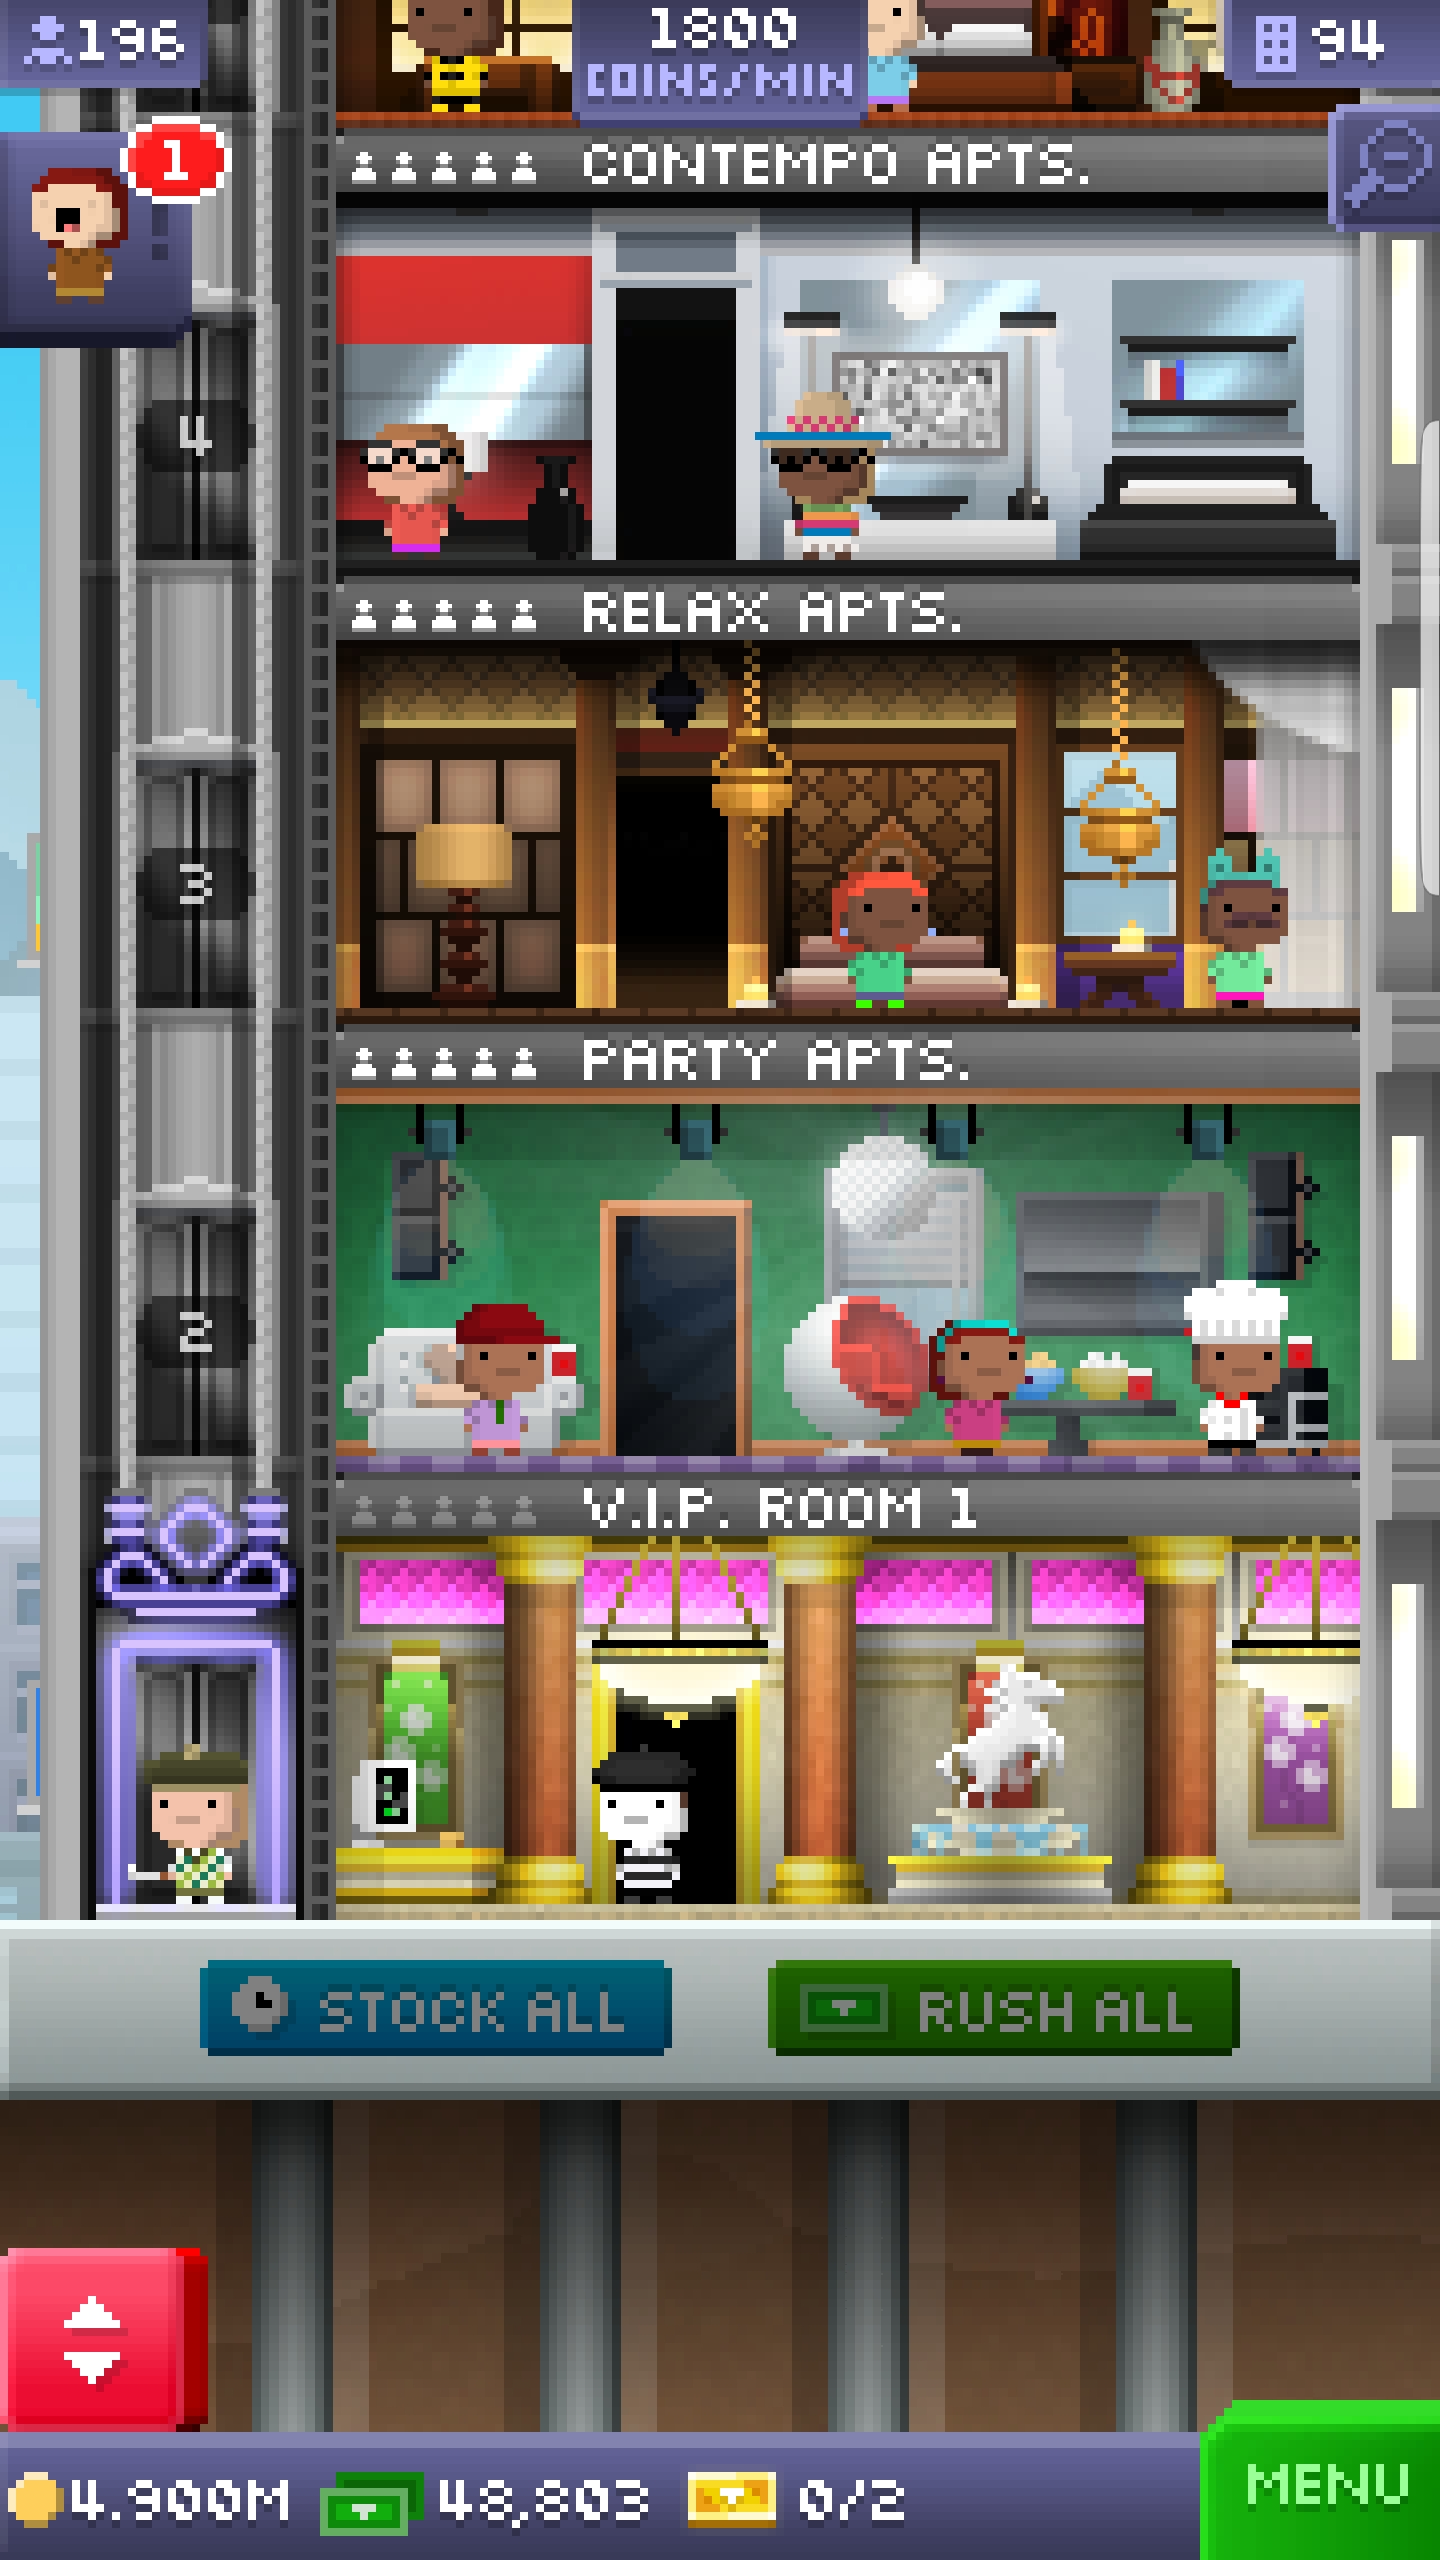 196
1800
COINS/MIN
94
1
CONTEMPO APTS.
4
RELAX APTS.
3
PARTY APTS.
2
V.I.P. ROOM 1
STOCK ALL
RUSH ALL
4.900M
48,803
0/2
MENU